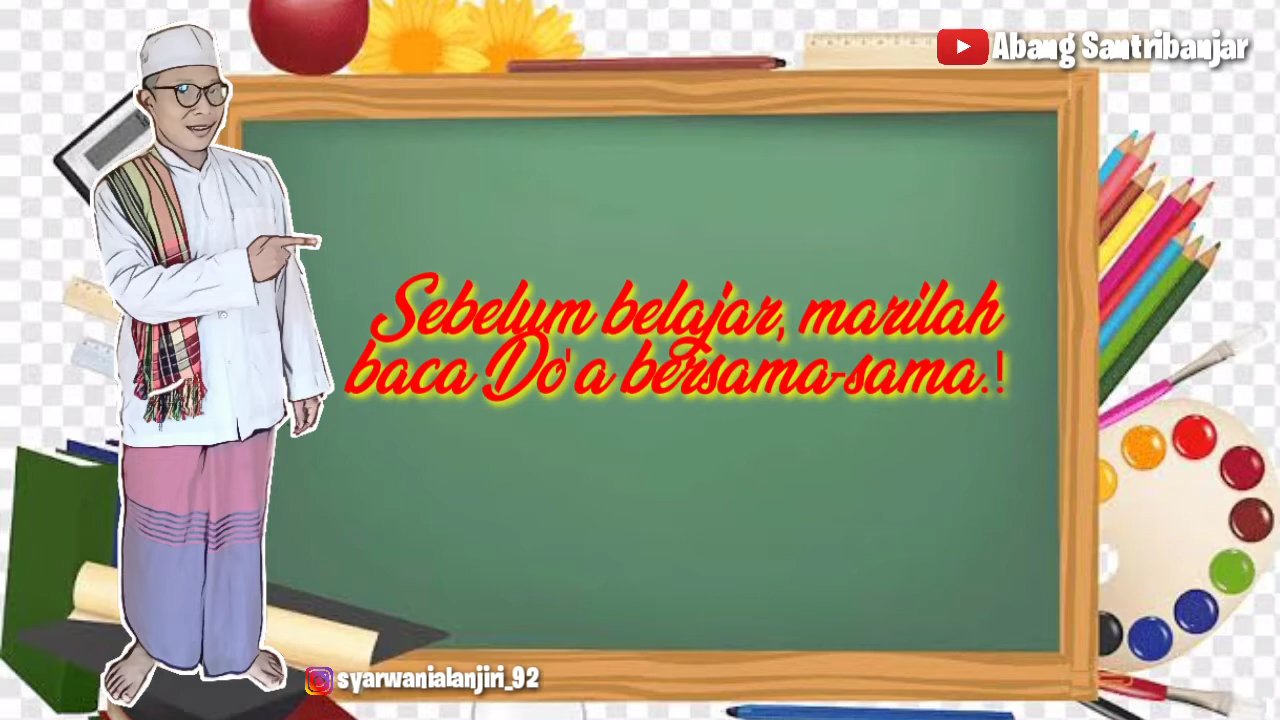 Abang Santribanjar
Sebelum belajar, marilah
baca Do'a bersama-sama.!
syarwanialanjiri_92